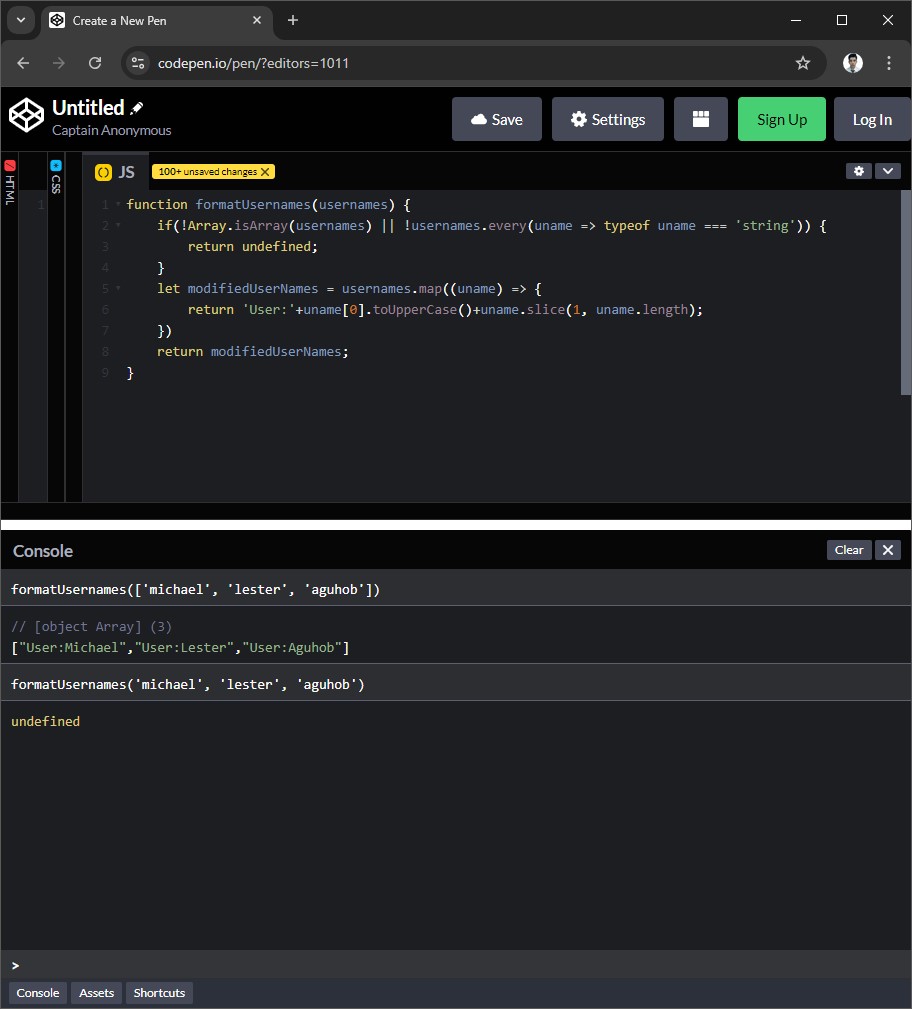 Create a New Pen
codepen.io/pen/?editors=1011
Untitled
Captain Anonymous
Save
Settings
Sign Up
Log In
HTML
1
CSS
JS
100+ unsaved changes X
1 function formatUsernames(usernames) {
2 if(!Array.isArray(usernames) || !usernames.every(uname => typeof uname === 'string')) {
3 return undefined;
4 }
5 let modifiedUserNames = usernames.map((uname) => {
6 return 'User:'+uname[0].toUpperCase()+uname.slice(1, uname.length);
7 })
8 return modifiedUserNames;
9 }
Console
Clear
formatUsernames(['michael', 'lester', 'aguhob'])
// [object Array] (3)
["User:Michael","User:Lester","User:Aguhob"]
formatUsernames('michael', 'lester', 'aguhob')
undefined
>
Console Assets Shortcuts